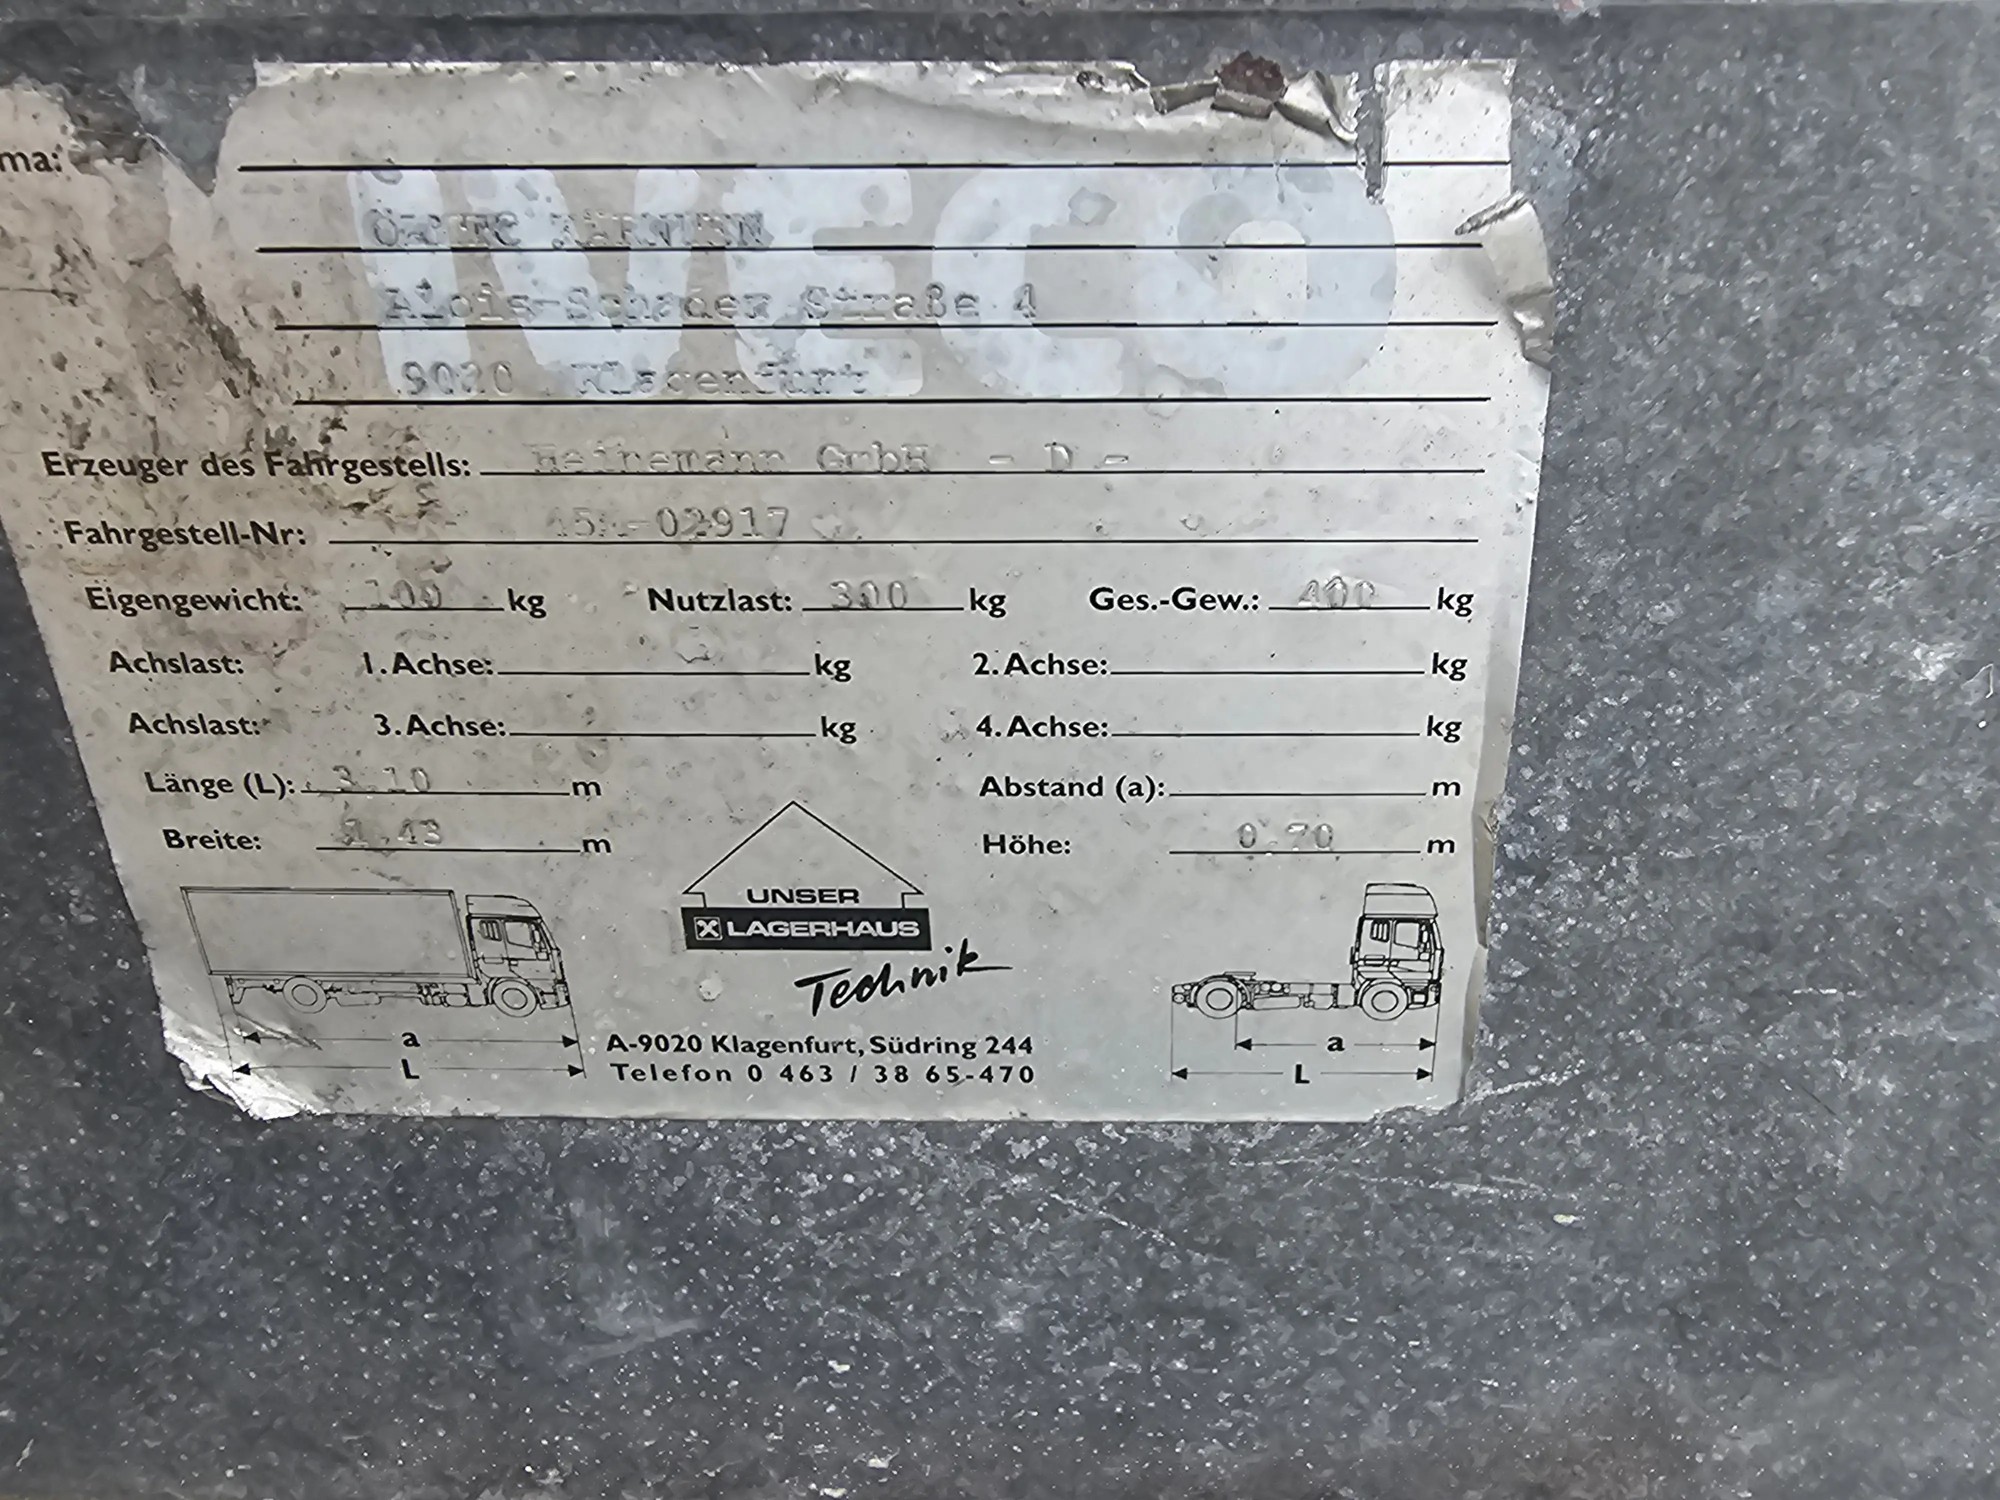 ma:
IVECO
ÖAMTC KÄRNTEN
Alois-Schader Straße 4
9020 Klagenfurt
Erzeuger des Fahrgestells: Heinemann GmbH - D -
Fahrgestell-Nr: -02917
Eigengewicht: 100 kg Nutzlast: 300 kg Ges.-Gew.: 400 kg
Achslast: 1. Achse: kg 2. Achse: kg
Achslast: 3. Achse: kg 4. Achse: kg
Länge (L): 3.10 m Abstand (a): m
Breite: 1.13 m Höhe: 0.70 m
UNSER
LAGERHAUS
Technik
A-9020 Klagenfurt, Südring 244
Telefon 0 463 / 38 65-470
a
L
a
L